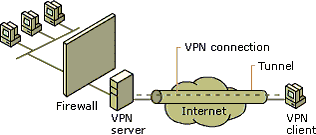 VPN connection
Tunnel
Firewall
Internet
VPN
server
VPN
client